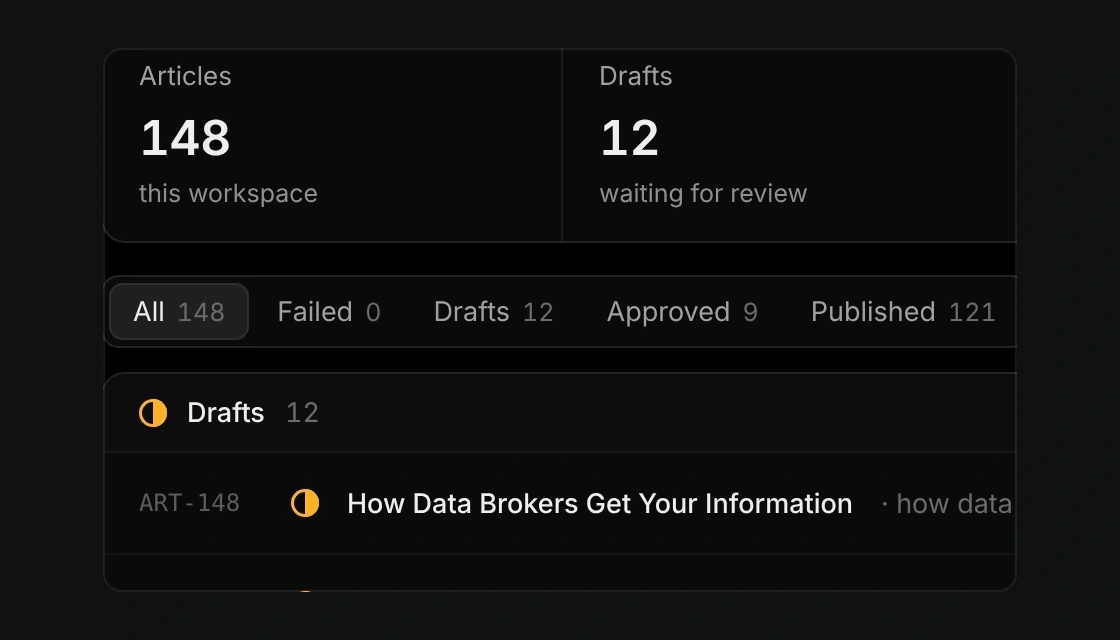 Articles
148
this workspace
Drafts
12
waiting for review
All 148 Failed 0 Drafts 12 Approved 9 Published 121
Drafts 12
ART-148 How Data Brokers Get Your Information · how data